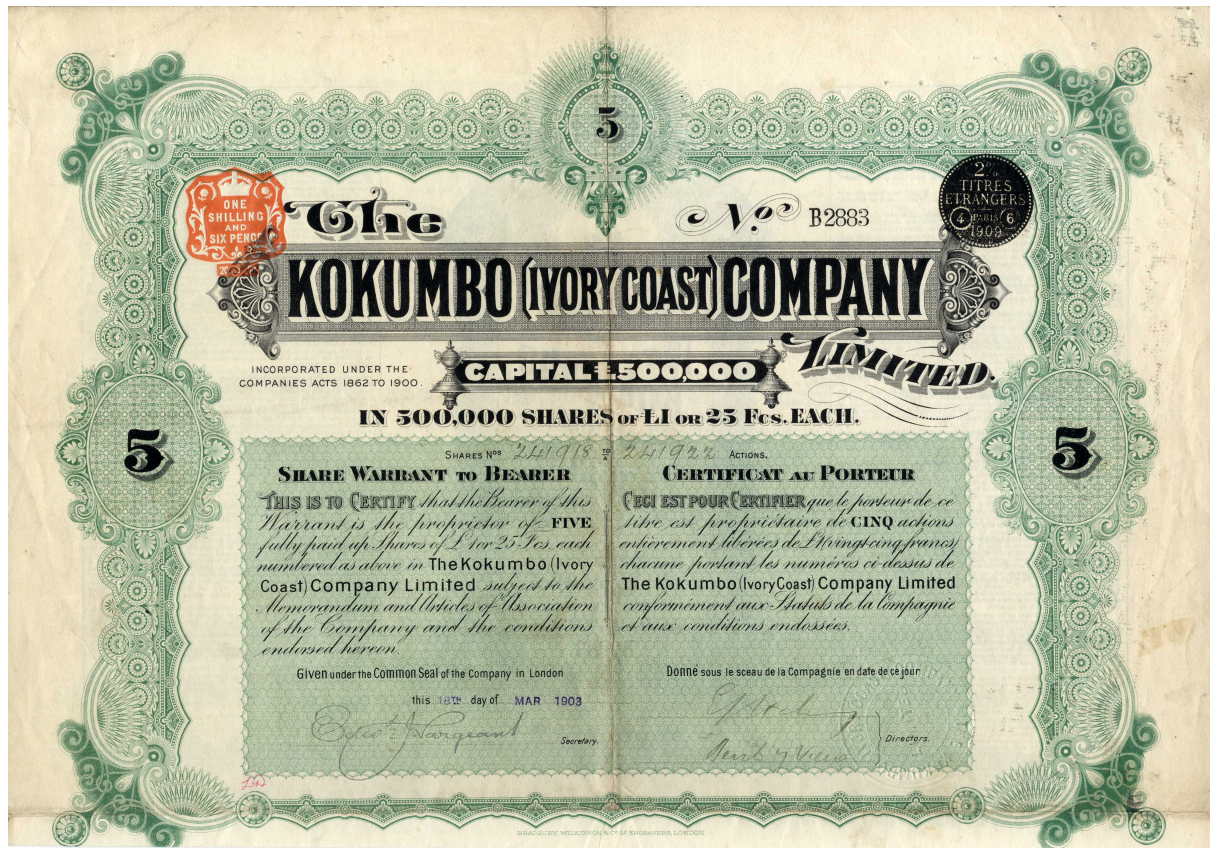 5
ONE
SHILLING
AND
SIX PENCE
The
No. B2883
2%
TITRES
ETRANGERS
4 PARIS 6
1909
KOKUMBO (IVORY COAST) COMPANY
LIMITED.
INCORPORATED UNDER THE
COMPANIES ACTS 1862 TO 1900.
CAPITAL £500,000
IN 500,000 SHARES OF £1 OR 25 FCS. EACH.
5
5
SHARES Nos 241918 TO A 241922 ACTIONS.
SHARE WARRANT TO BEARER
THIS IS TO CERTIFY that the Bearer of this
Warrant is the proprietor of FIVE
fully paid up Shares of £1 or 25 Fcs. each
numbered as above in The Kokumbo (Ivory
Coast) Company Limited subject to the
Memorandum and Articles of Association
of the Company and the conditions
endorsed hereon.
Given under the Common Seal of the Company in London
this 18TH day of MAR 1903
Secretary.
CERTIFICAT AU PORTEUR
CECI EST POUR CERTIFIER que le porteur de ce
titre est propriétaire de CINQ actions
entièrement libérées de £1 (vingt cinq francs)
chacune portant les numéros ci-dessus de
The Kokumbo (Ivory Coast) Company Limited
conformément aux Statuts de la Compagnie
et aux conditions endossées.
Donné sous le sceau de la Compagnie en date de ce jour
Directors.
BRADBURY, WILKINSON & Co. Ld. ENGRAVERS, LONDON